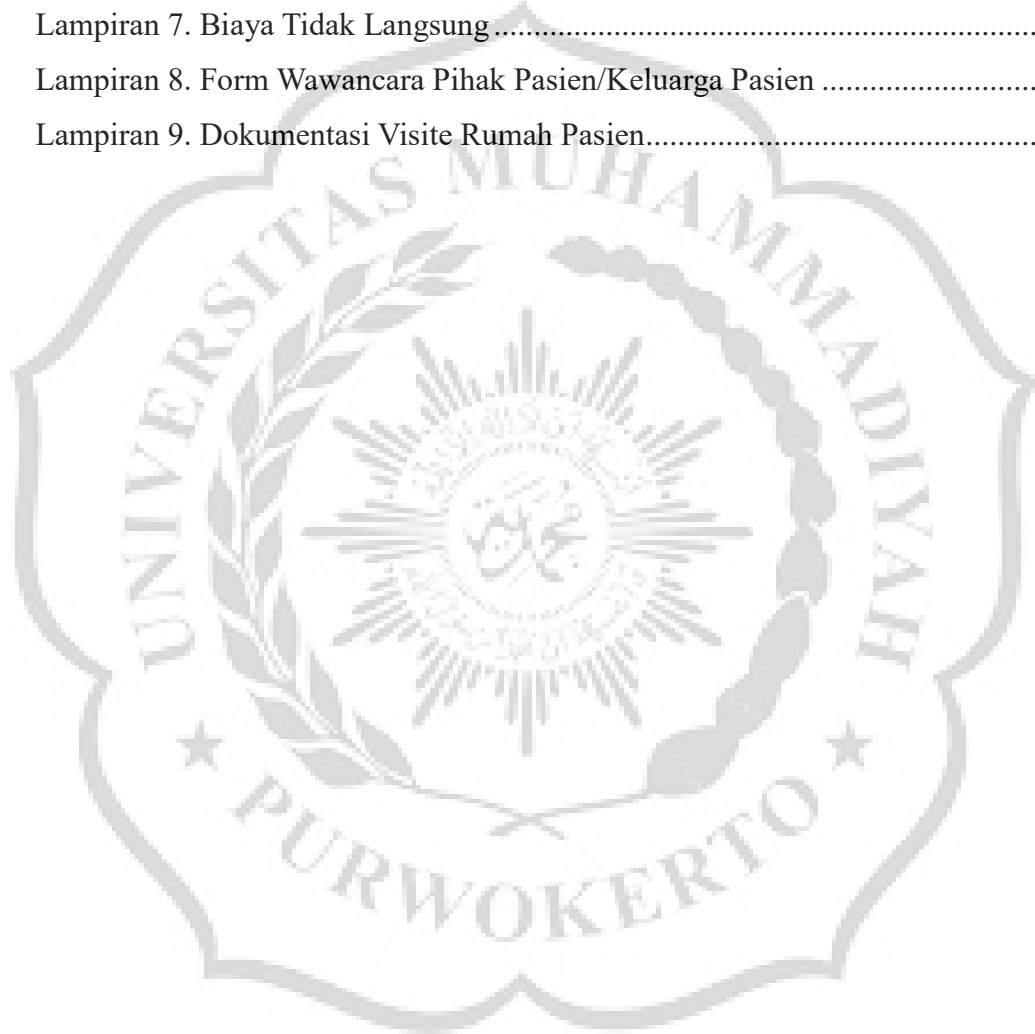 Lampiran 7. Biaya Tidak Langsung ........................................................................
Lampiran 8. Form Wawancara Pihak Pasien/Keluarga Pasien ...........................
Lampiran 9. Dokumentasi Visite Rumah Pasien.................................................
UNIVERSITAS MUHAMMADIYAH
PURWOKERTO